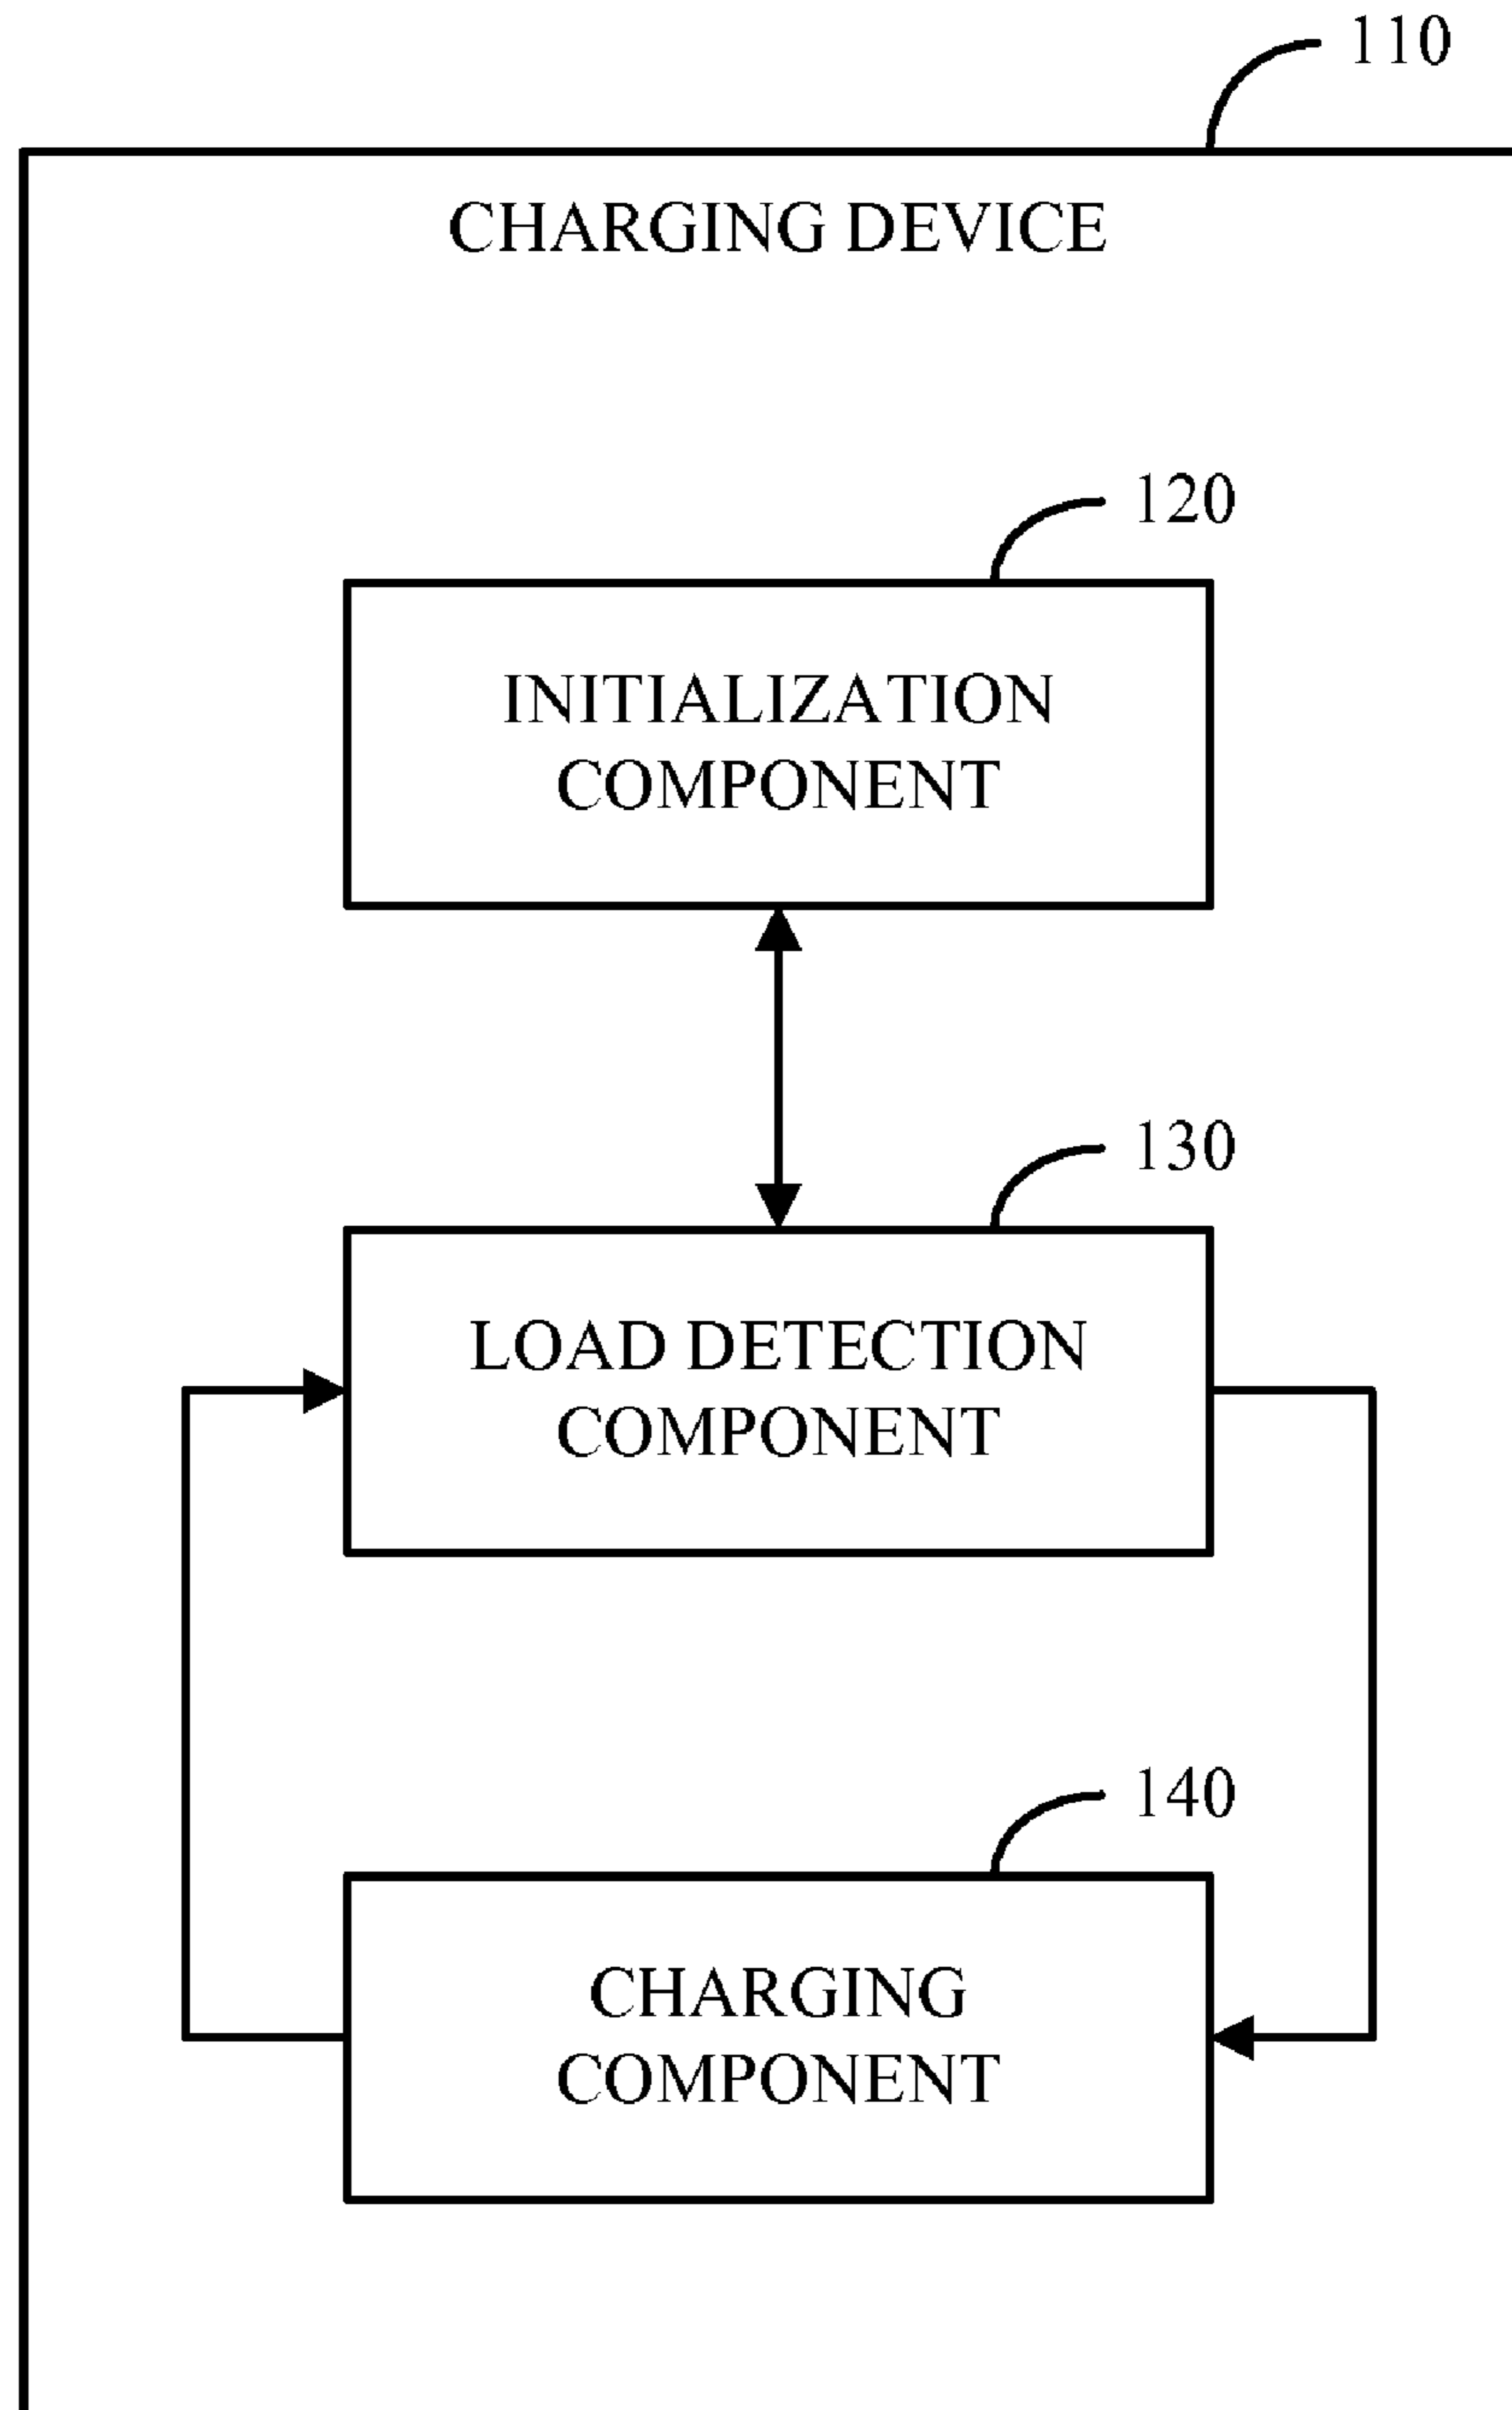 110
CHARGING DEVICE
120
INITIALIZATION
COMPONENT
130
LOAD DETECTION
COMPONENT
140
CHARGING
COMPONENT